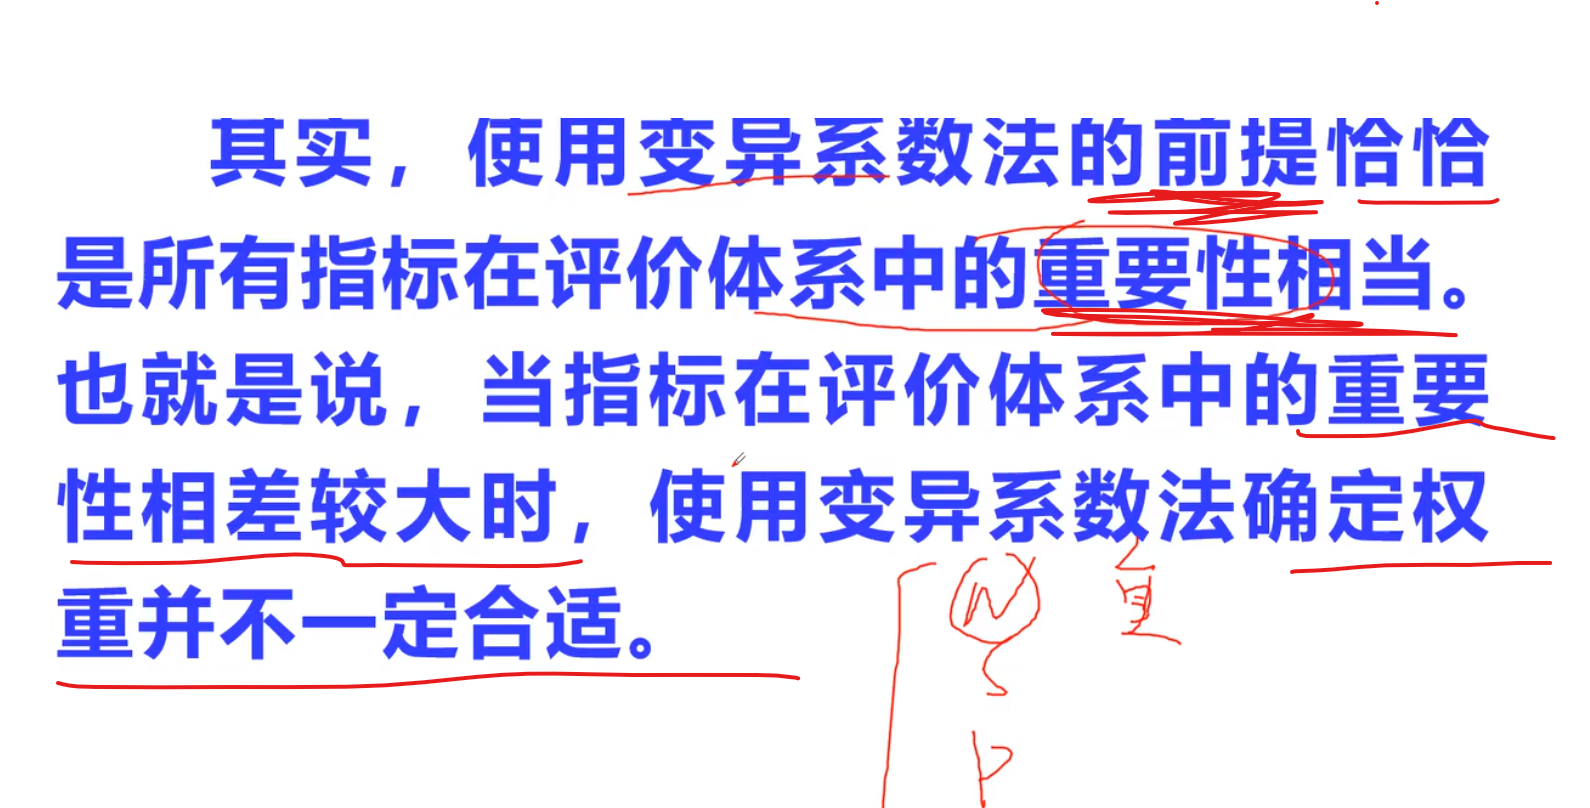 其实，使用变异系数法的前提恰恰
是所有指标在评价体系中的重要性相当。
也就是说，当指标在评价体系中的重要
性相差较大时，使用变异系数法确定权
重并不一定合适。
N
P